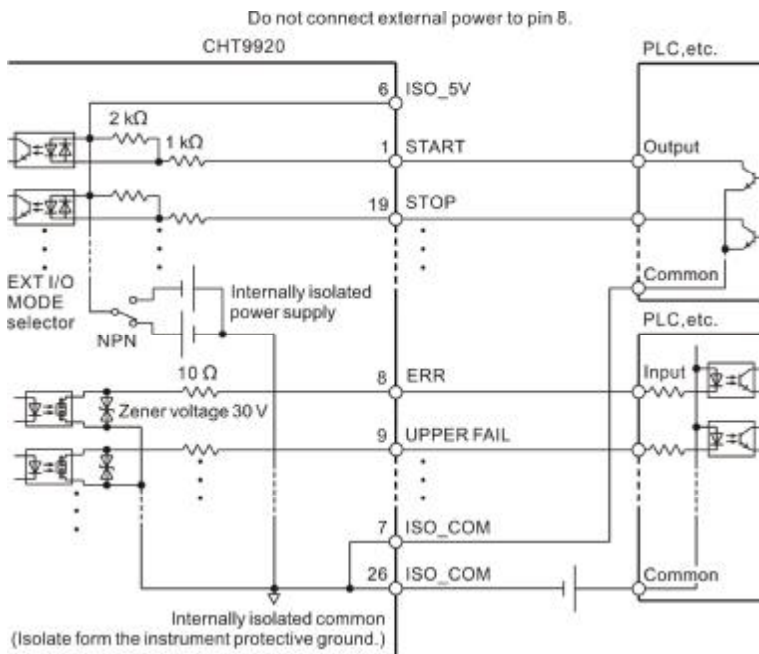 Do not connect external power to pin 8.
CHT9920
PLC,etc.
6 ISO_5V
2 kΩ
1 kΩ
1 START
Output
19 STOP
Common
EXT I/O
MODE
selector
Internally isolated
power supply
NPN
PLC,etc.
10 Ω
8 ERR
Input
Zener voltage 30 V
9 UPPER FAIL
7 ISO_COM
26 ISO_COM
Common
Internally isolated common
(Isolate form the instrument protective ground.)